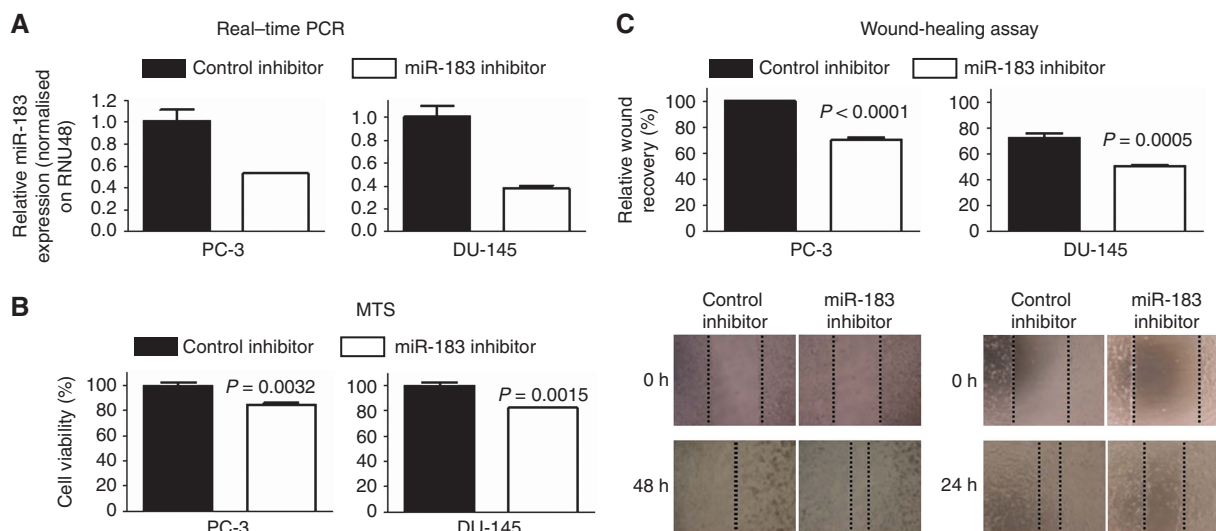 A
Real–time PCR
Control inhibitor
miR-183 inhibitor
Relative miR-183
expression (normalised
on RNU48)
1.2
1.0
0.8
0.6
0.4
0.2
0.0
PC-3
1.0
0.8
0.6
0.4
0.2
0.0
DU-145
B
MTS
Control inhibitor
miR-183 inhibitor
Cell viability (%)
100
80
60
40
20
0
P = 0.0032
PC-3
100
80
60
40
20
0
P = 0.0015
DU-145
C
Wound-healing assay
Control inhibitor
miR-183 inhibitor
Relative wound
recovery (%)
100
80
60
40
20
0
P < 0.0001
PC-3
100
80
60
40
20
0
P = 0.0005
DU-145
Control
inhibitor
miR-183
inhibitor
0 h
48 h
Control
inhibitor
miR-183
inhibitor
0 h
24 h